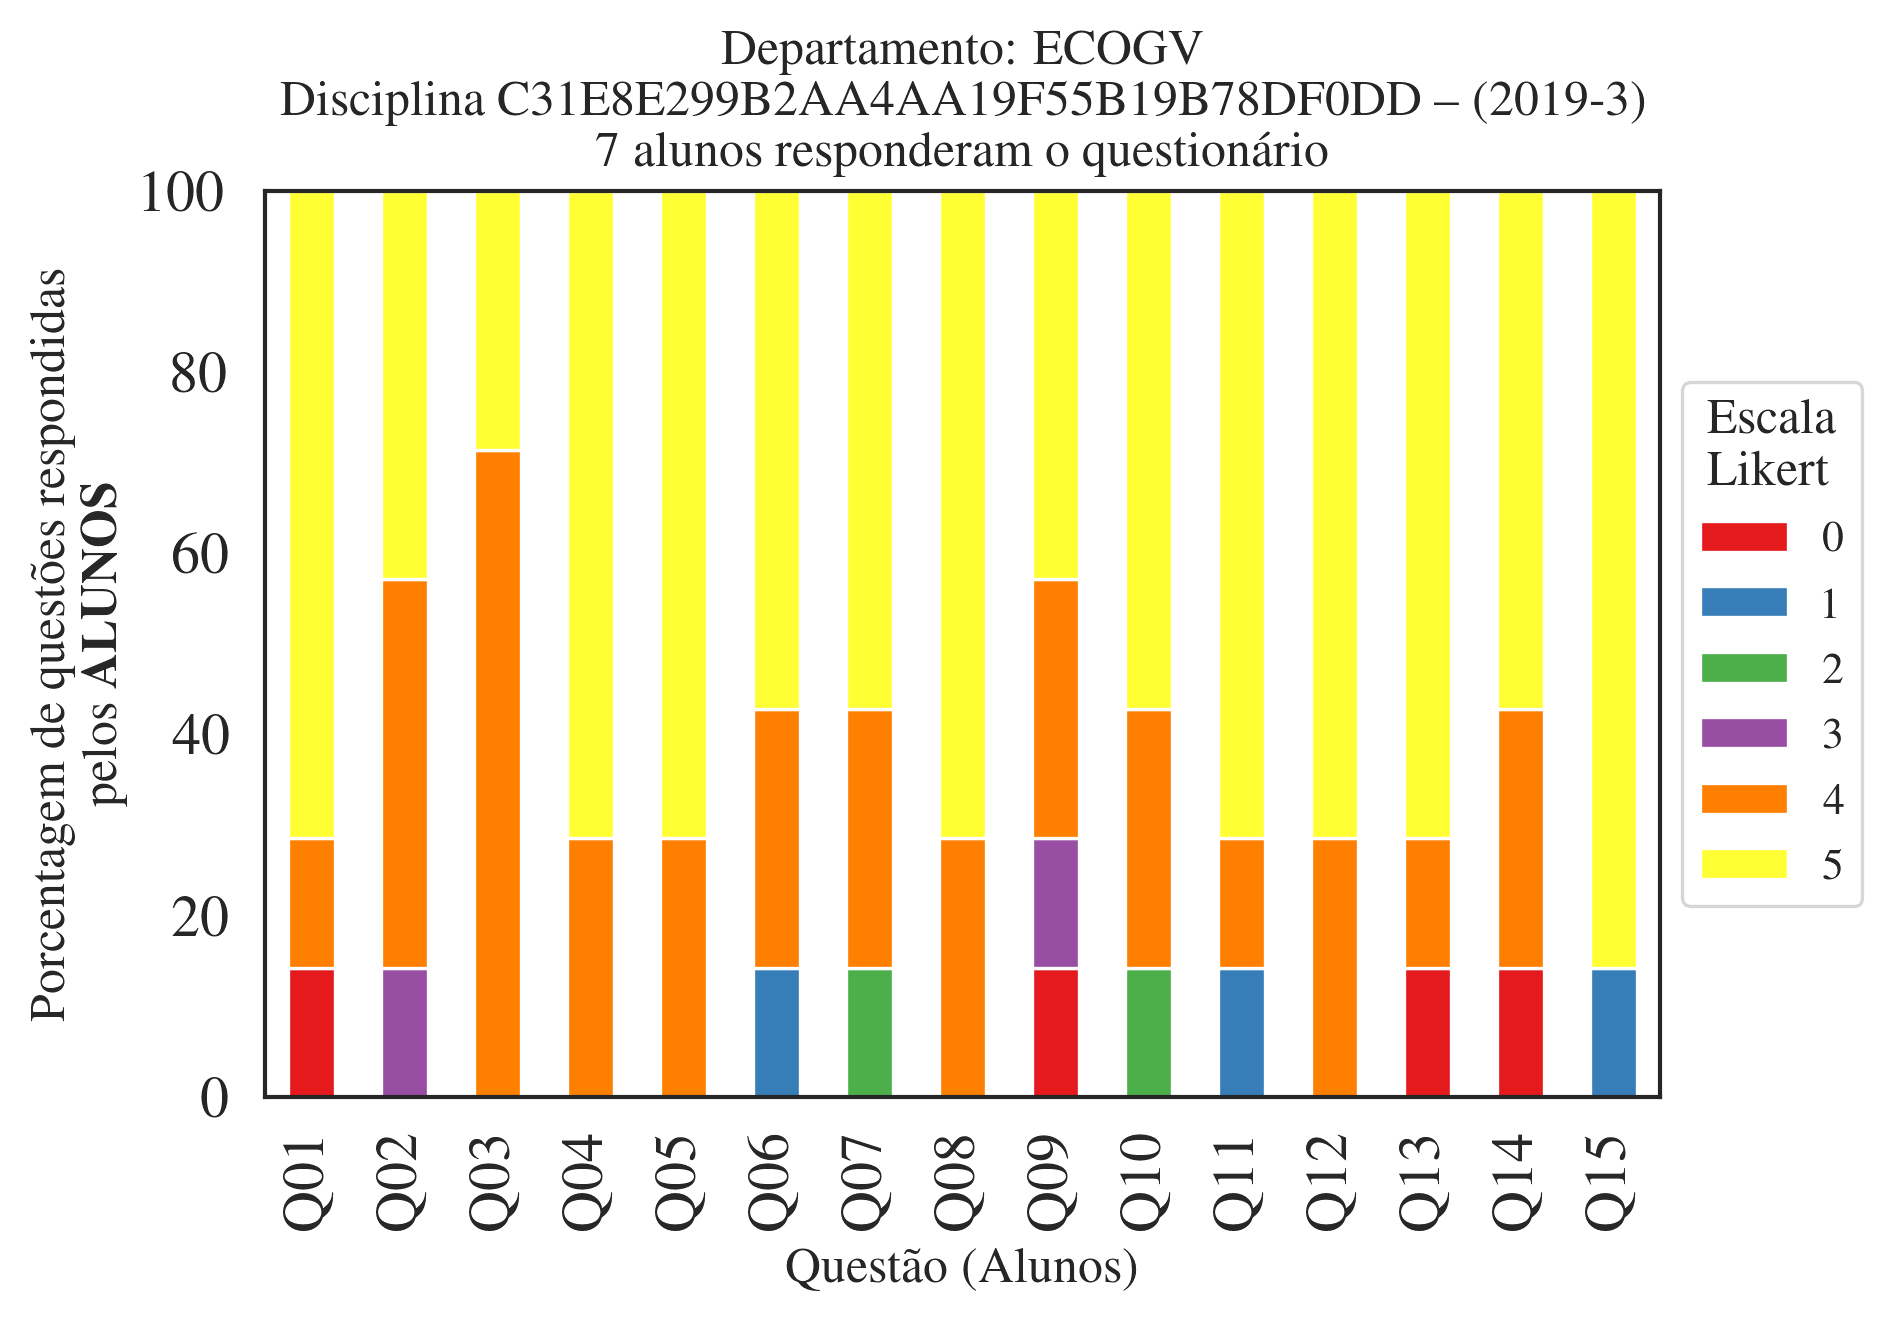 Departamento: ECOGV
Disciplina C31E8E299B2AA4AA19F55B19B78DF0DD – (2019-3)
7 alunos responderam o questionário
Porcentagem de questões respondidas
pelos ALUNOS
100
80
60
40
20
0
Q01
Q02
Q03
Q04
Q05
Q06
Q07
Q08
Q09
Q10
Q11
Q12
Q13
Q14
Q15
Questão (Alunos)
Escala
Likert
0
1
2
3
4
5